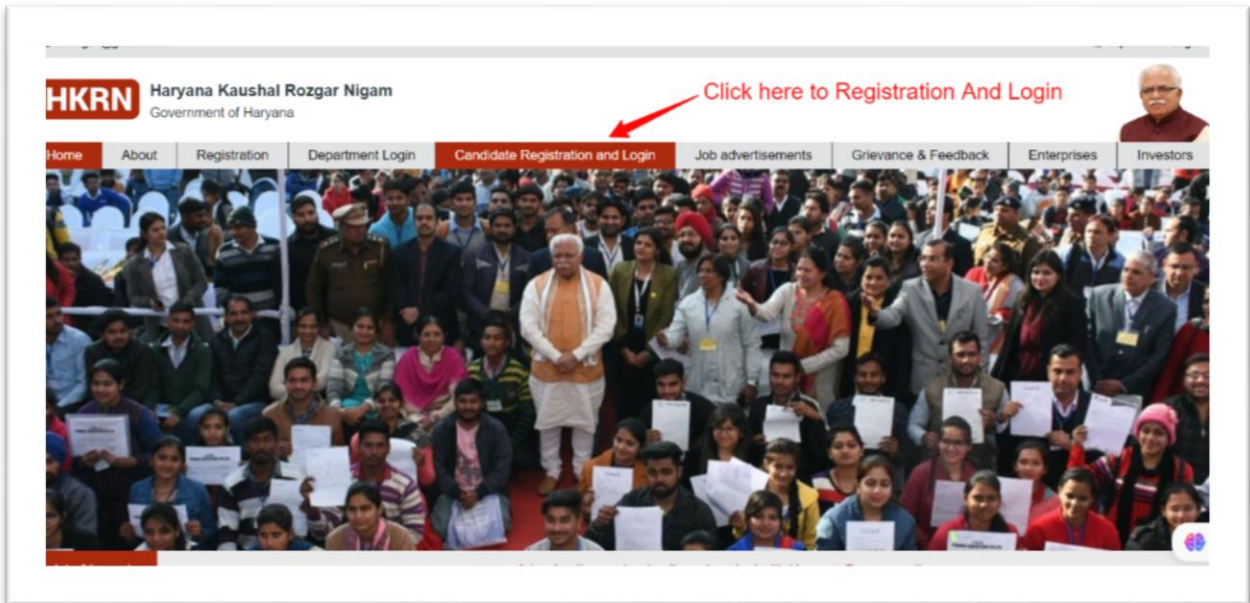 HKRN
Haryana Kaushal Rozgar Nigam
Government of Haryana
Click here to Registration And Login
Home About Registration Department Login Candidate Registration and Login Job advertisements Grievance & Feedback Enterprises Investors